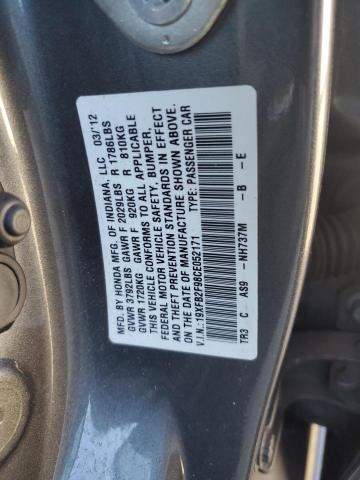 MFD. BY HONDA OF INDIANA, LLC 03/'12
GVWR 3792LBS GAWR F 2029LBS R 1786LBS
GVWR 1720KG GAWR F 920KG R 810KG
THIS VEHICLE CONFORMS TO ALL APPLICABLE
FEDERAL MOTOR VEHICLE SAFETY, BUMPER,
AND THEFT PREVENTION STANDARDS IN EFFECT
ON THE DATE OF MANUFACTURE SHOWN ABOVE.
V.I.N.: 19XFB2F98CE052171 TYPE: PASSENGER CAR
TR3 C AS9 - NH737M - B - E